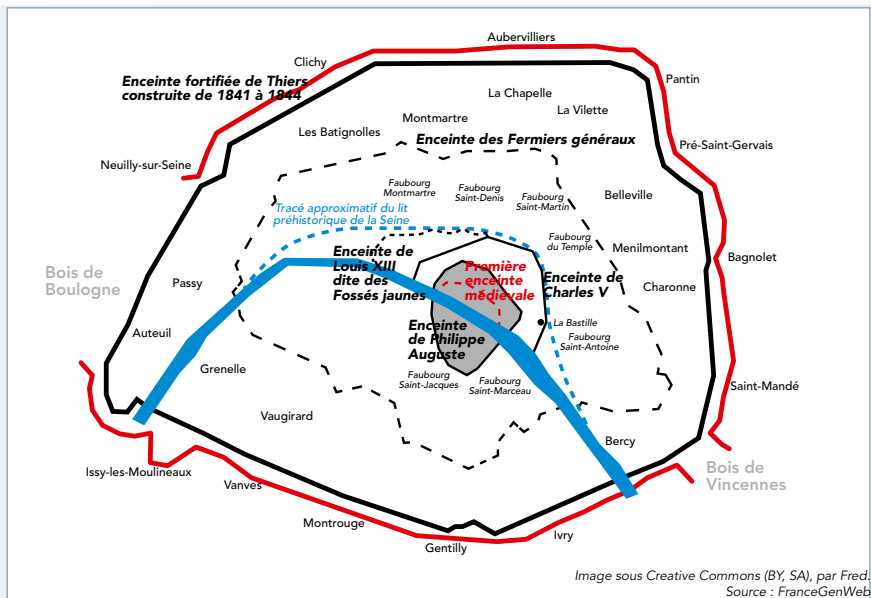 Aubervilliers
Clichy
Enceinte fortifiée de Thiers
construite de 1841 à 1844
Pantin
La Chapelle
La Vilette
Montmartre
Les Batignolles
Enceinte des Fermiers généraux
Pré-Saint-Gervais
Neuilly-sur-Seine
Faubourg
Montmartre
Faubourg
Saint-Denis
Faubourg
Saint-Martin
Belleville
Tracé approximatif du lit
préhistorique de la Seine
Faubourg
du Temple
Menilmontant
Enceinte de
Louis XIII
dite des
Fossés jaunes
Première
enceinte
médiévale
Enceinte de
Charles V
Bagnolet
Bois de
Boulogne
Passy
Charonne
Auteuil
Enceinte
de Philippe
Auguste
La Bastille
Faubourg
Saint-Antoine
Grenelle
Faubourg
Saint-Jacques
Faubourg
Saint-Marceau
Saint-Mandé
Vaugirard
Bercy
Issy-les-Moulineaux
Bois de
Vincennes
Vanves
Montrouge
Gentilly
Ivry
Image sous Creative Commons (BY, SA), par Fred.
Source : FranceGenWeb